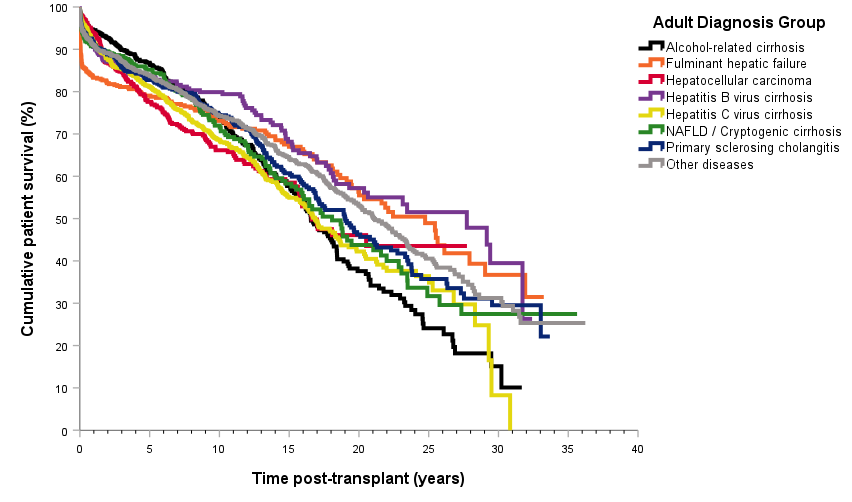 Adult Diagnosis Group
Alcohol-related cirrhosis
Fulminant hepatic failure
Hepatocellular carcinoma
Hepatitis B virus cirrhosis
Hepatitis C virus cirrhosis
NAFLD / Cryptogenic cirrhosis
Primary sclerosing cholangitis
Other diseases
Cumulative patient survival (%)
100
90
80
70
60
50
40
30
20
10
0
0 5 10 15 20 25 30 35 40
Time post-transplant (years)